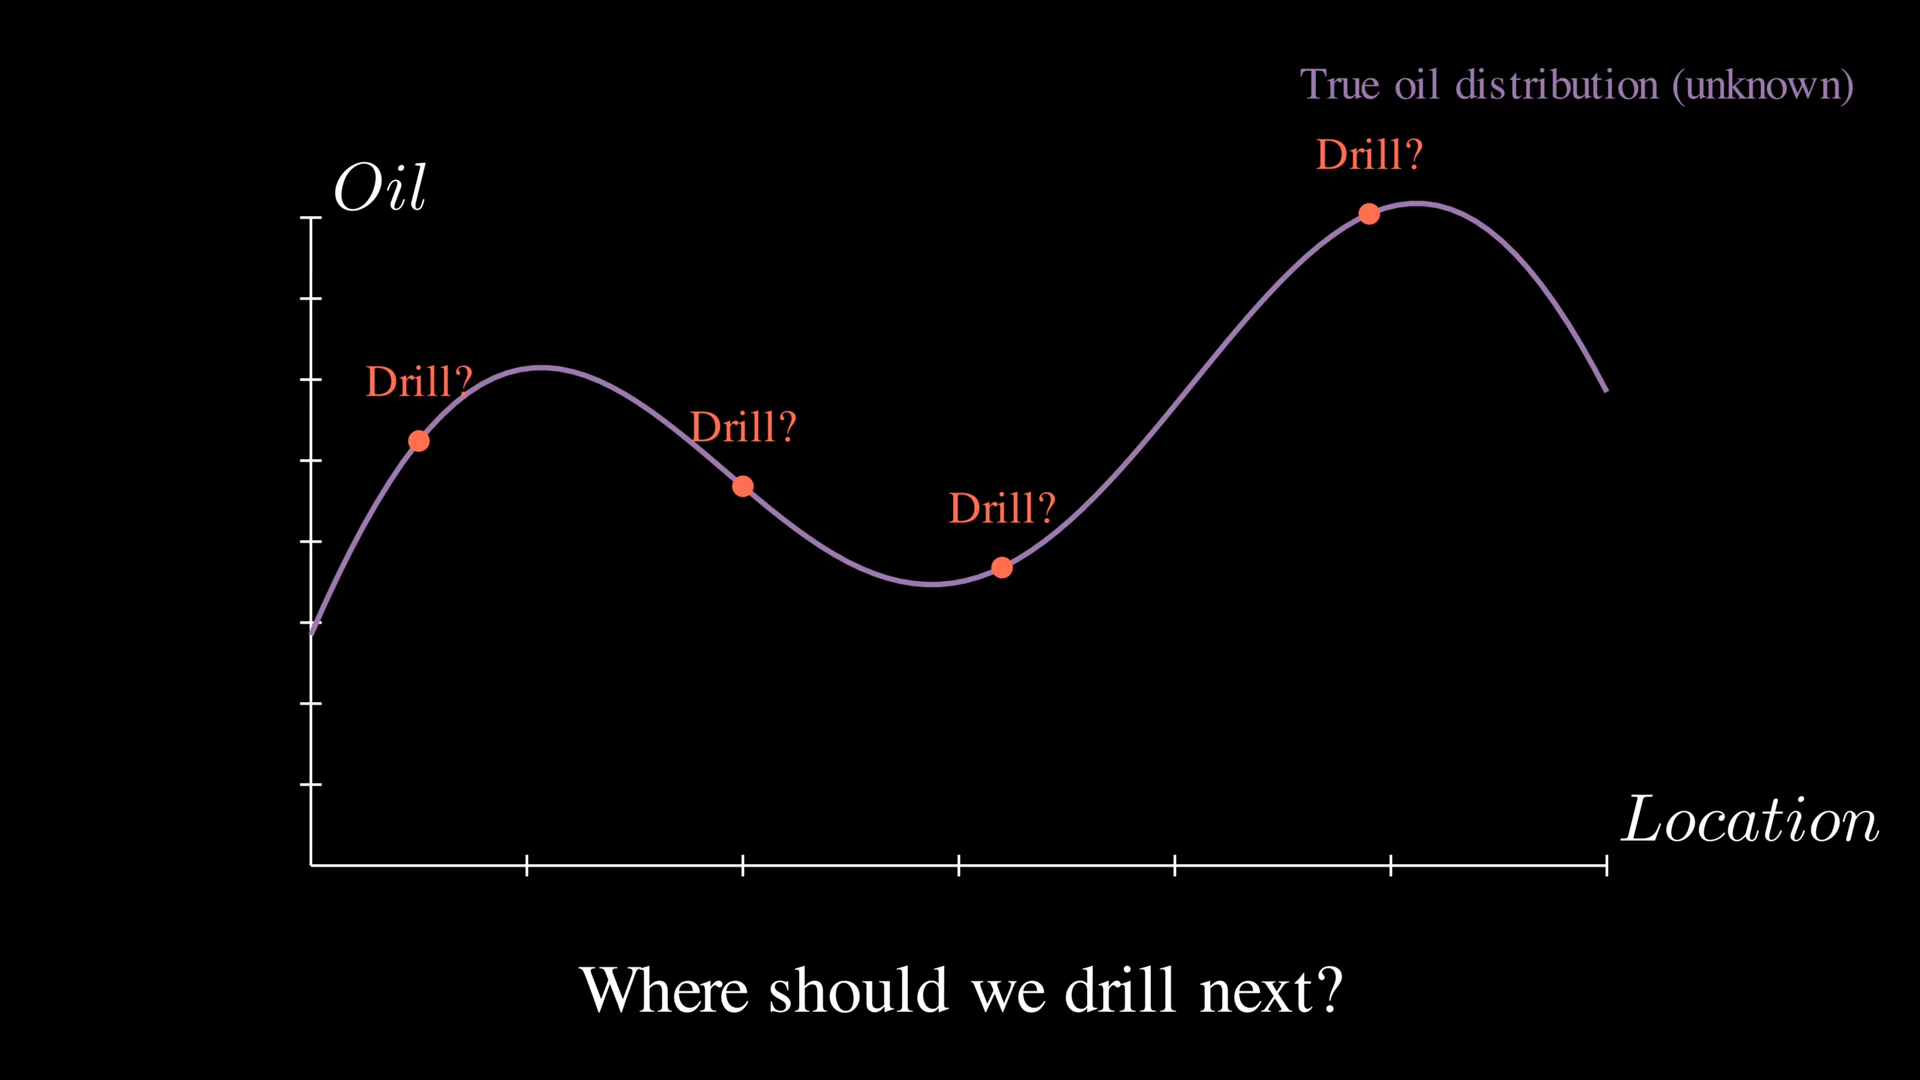 True oil distribution (unknown)
Drill?
Oil
Drill?
Drill?
Drill?
Location
Where should we drill next?